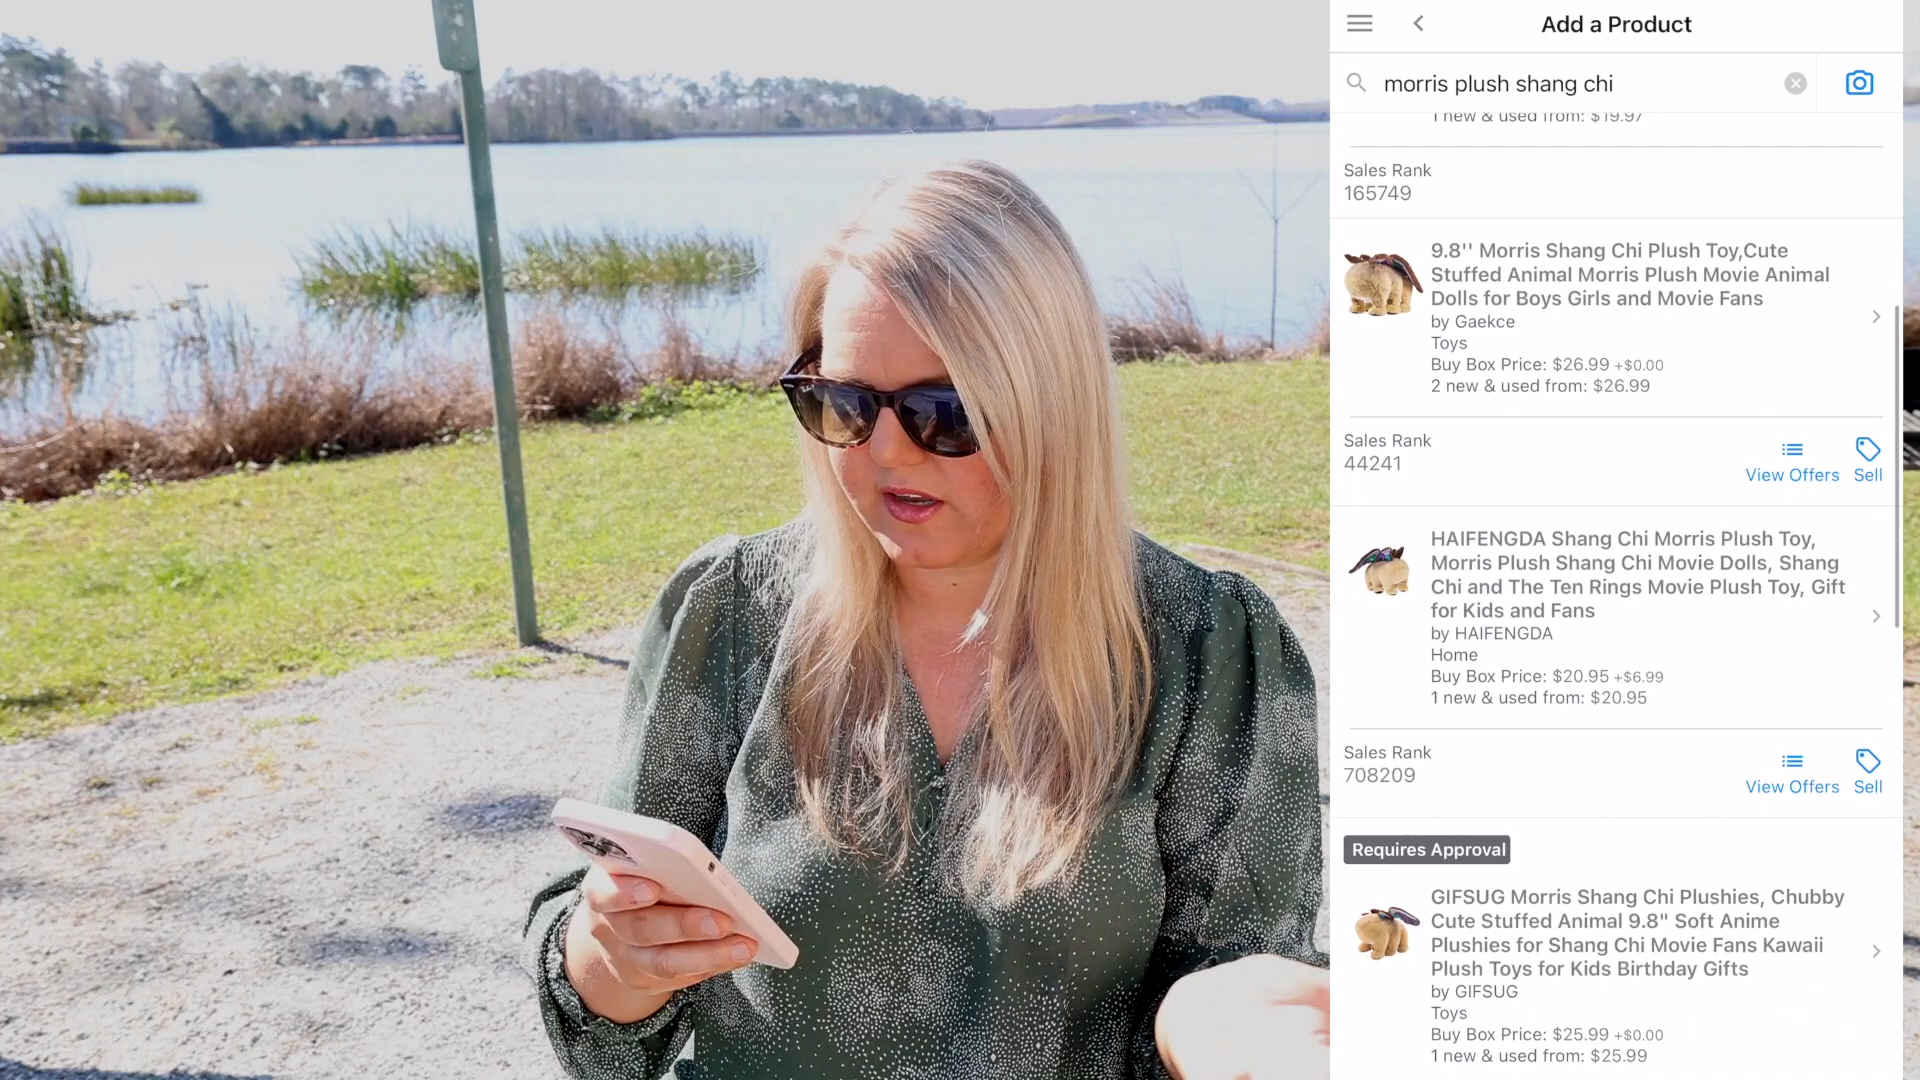 Add a Product
morris plush shang chi
1 new & used from: $19.97
Sales Rank
165749
9.8'' Morris Shang Chi Plush Toy,Cute
Stuffed Animal Morris Plush Movie Animal
Dolls for Boys Girls and Movie Fans
by Gaekce
Toys
Buy Box Price: $26.99 +$0.00
2 new & used from: $26.99
Sales Rank
44241
View Offers
Sell
HAIFENGDA Shang Chi Morris Plush Toy,
Morris Plush Shang Chi Movie Dolls, Shang
Chi and The Ten Rings Movie Plush Toy, Gift
for Kids and Fans
by HAIFENGDA
Home
Buy Box Price: $20.95 +$6.99
1 new & used from: $20.95
Sales Rank
708209
View Offers
Sell
Requires Approval
GIFSUG Morris Shang Chi Plushies, Chubby
Cute Stuffed Animal 9.8" Soft Anime
Plushies for Shang Chi Movie Fans Kawaii
Plush Toys for Kids Birthday Gifts
by GIFSUG
Toys
Buy Box Price: $25.99 +$0.00
1 new & used from: $25.99